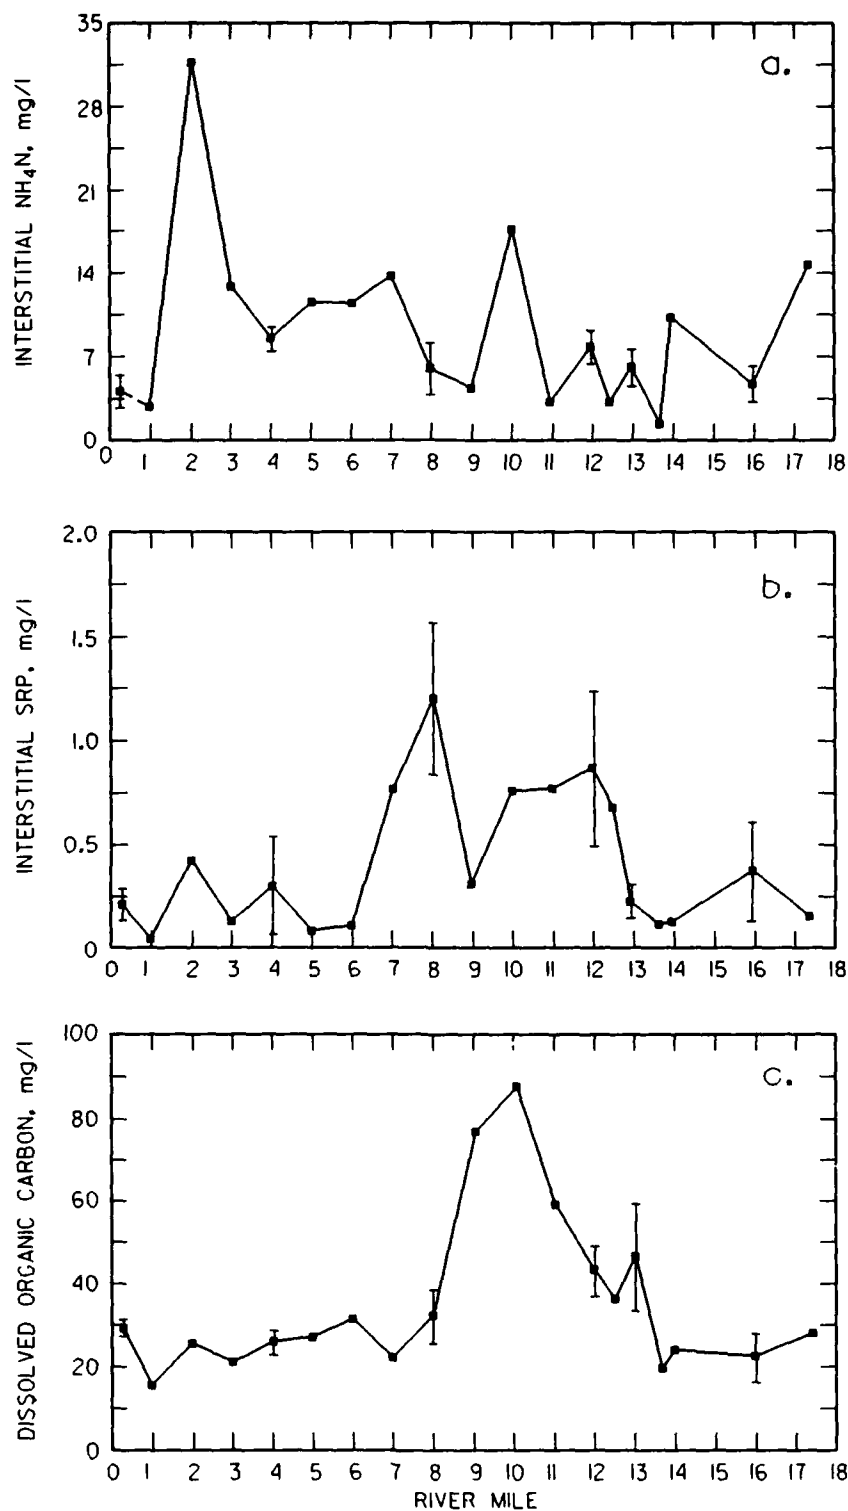 35
28
21
14
7
0
INTERSTITIAL NH₄N, mg/l
a.
0 1 2 3 4 5 6 7 8 9 10 11 12 13 14 15 16 17 18
2.0
1.5
1.0
0.5
0
INTERSTITIAL SRP, mg/l
b.
0 1 2 3 4 5 6 7 8 9 10 11 12 13 14 15 16 17 18
100
80
60
40
20
0
DISSOLVED ORGANIC CARBON, mg/l
c.
0 1 2 3 4 5 6 7 8 9 10 11 12 13 14 15 16 17 18
RIVER MILE